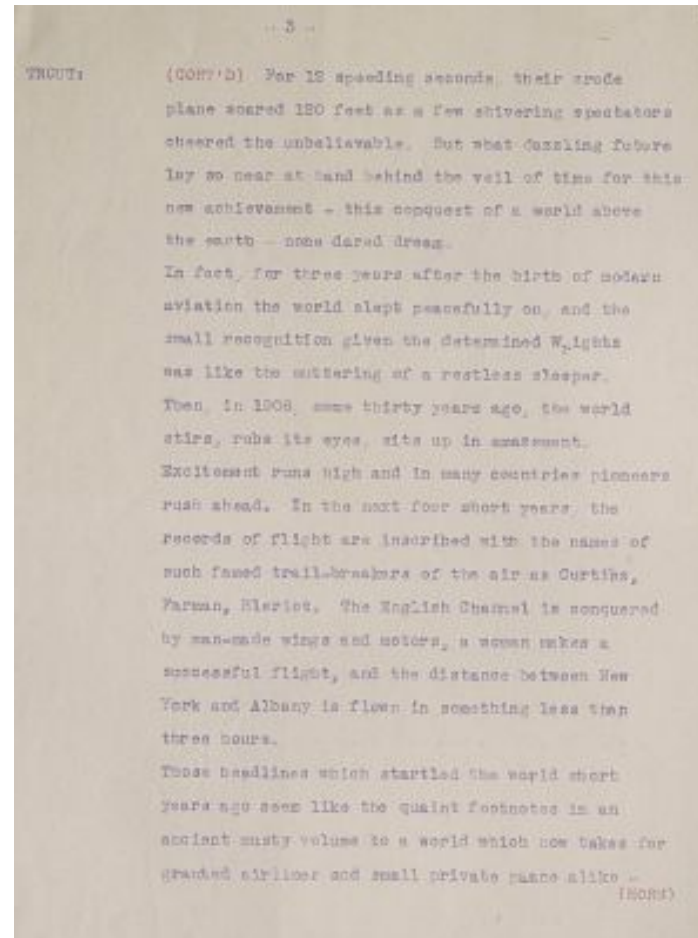 -- 3 --
TROUT: (CONT'D) For 12 speeding seconds, their crude
plane soared 120 feet as a few shivering spectators
cheered the unbelievable. But what dazzling future
lay so near at hand behind the veil of time for this
new achievement - this conquest of a world above
the earth - none dared dream.
In fact, for three years after the birth of modern
aviation the world slept peacefully on, and the
small recognition given the determined Wrights
was like the muttering of a restless sleeper.
Then, in 1906, some thirty years ago, the world
stirs, rubs its eyes, sits up in amazement.
Excitement runs high and in many countries pioneers
rush ahead. In the next four short years, the
records of flight are inscribed with the names of
such famed trail-breakers of the air as Curtiss,
Farman, Bleriot. The English Channel is conquered
by man-made wings and motors, a woman makes a
successful flight, and the distance between New
York and Albany is flown in something less than
three hours.
Those headlines which startled the world short
years ago seem like the quaint footnotes in an
ancient musty volume to a world which now takes for
granted airliner and small private alike -
(MORE)